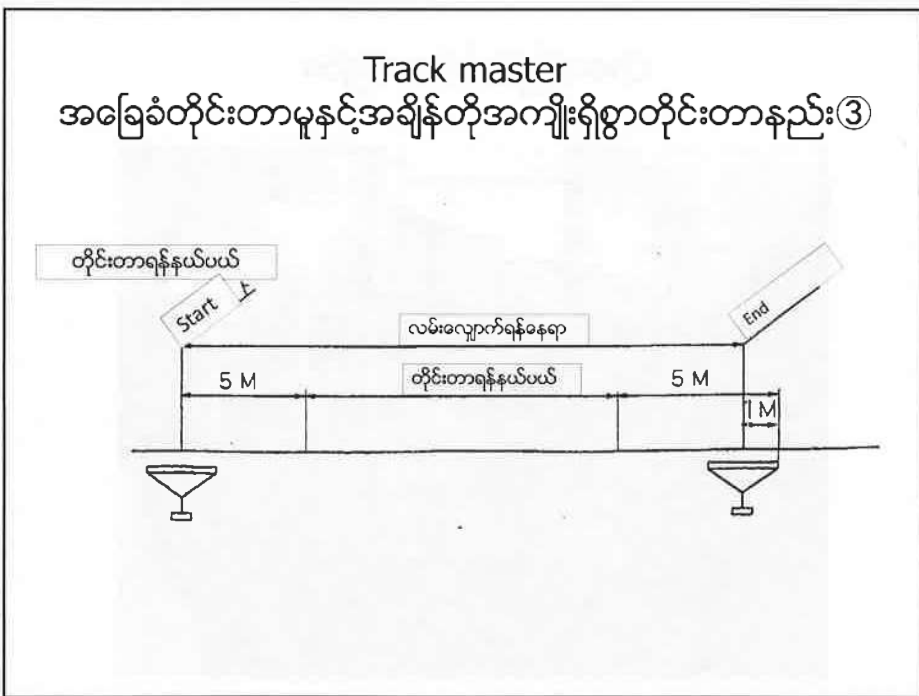 Track master
အခြေခံတိုင်းတာမူနှင့်အချိန်တိုအကျိုးရှိစွာတိုင်းတာနည်း③
တိုင်းတာရန်နယ်ပယ်
Start
End
လမ်းလျှောက်ရန်နေရာ
5 M
တိုင်းတာရန်နယ်ပယ်
5 M
1 M